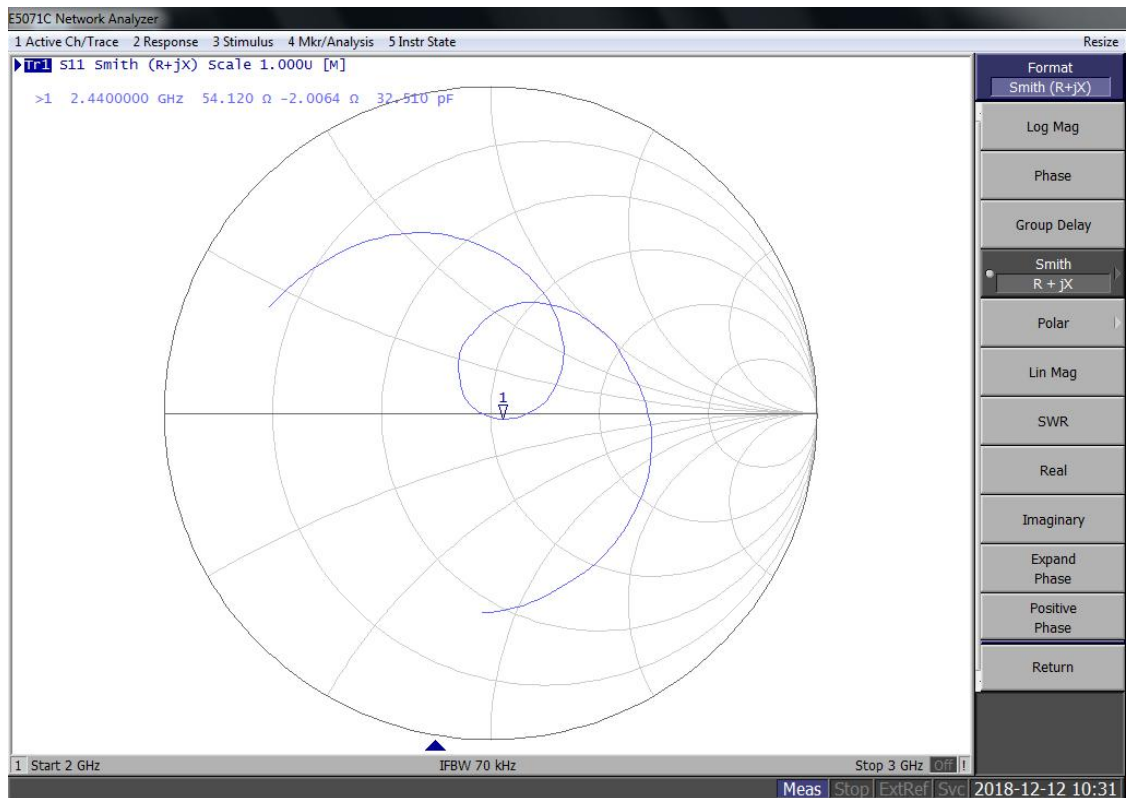 E5071C Network Analyzer
1 Active Ch/Trace 2 Response 3 Stimulus 4 Mkr/Analysis 5 Instr State Resize
Tr1 S11 Smith (R+jX) Scale 1.000U [M]
>1 2.4400000 GHz 54.120 Ω -2.0064 Ω 32.510 pF
1
Format
Smith (R+jX)
Log Mag
Phase
Group Delay
Smith
R + jX
Polar
Lin Mag
SWR
Real
Imaginary
Expand
Phase
Positive
Phase
Return
1 Start 2 GHz IFBW 70 kHz Stop 3 GHz Off !
Meas Stop ExtRef Svc 2018-12-12 10:31